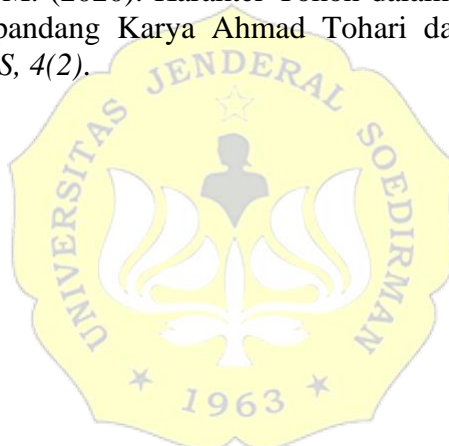 M. (2020). Karakter Tokoh dalam
pandang Karya Ahmad Tohari da
S, 4(2).
UNIVERSITAS JENDERAL SOEDIRMAN
★ 1963 ★